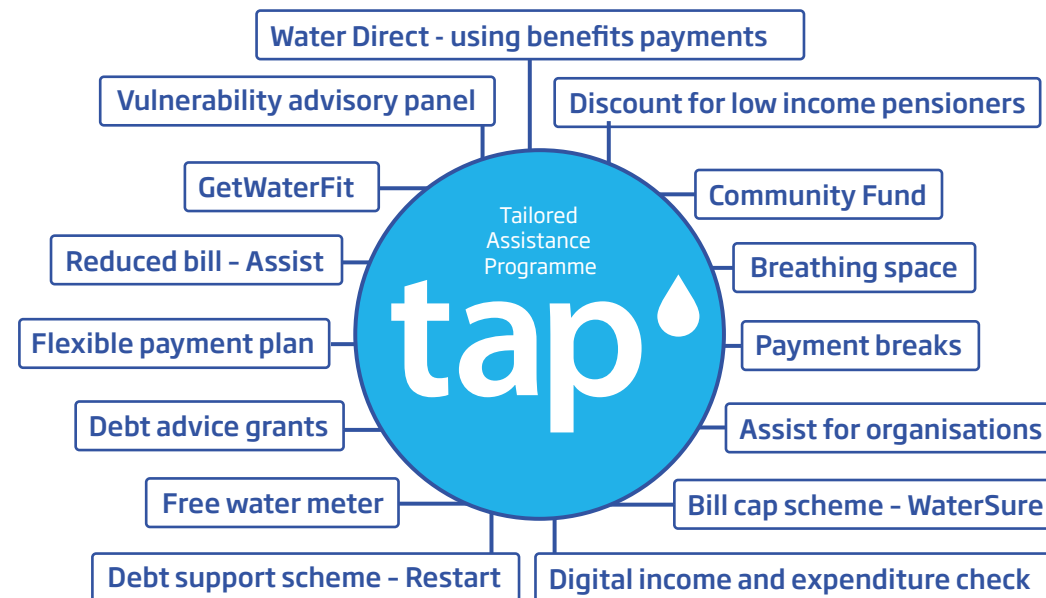 Water Direct - using benefits payments
Vulnerability advisory panel
Discount for low income pensioners
GetWaterFit
Community Fund
Tailored
Assistance
Programme
tap
Reduced bill – Assist
Breathing space
Flexible payment plan
Payment breaks
Debt advice grants
Assist for organisations
Free water meter
Bill cap scheme – WaterSure
Debt support scheme – Restart
Digital income and expenditure check